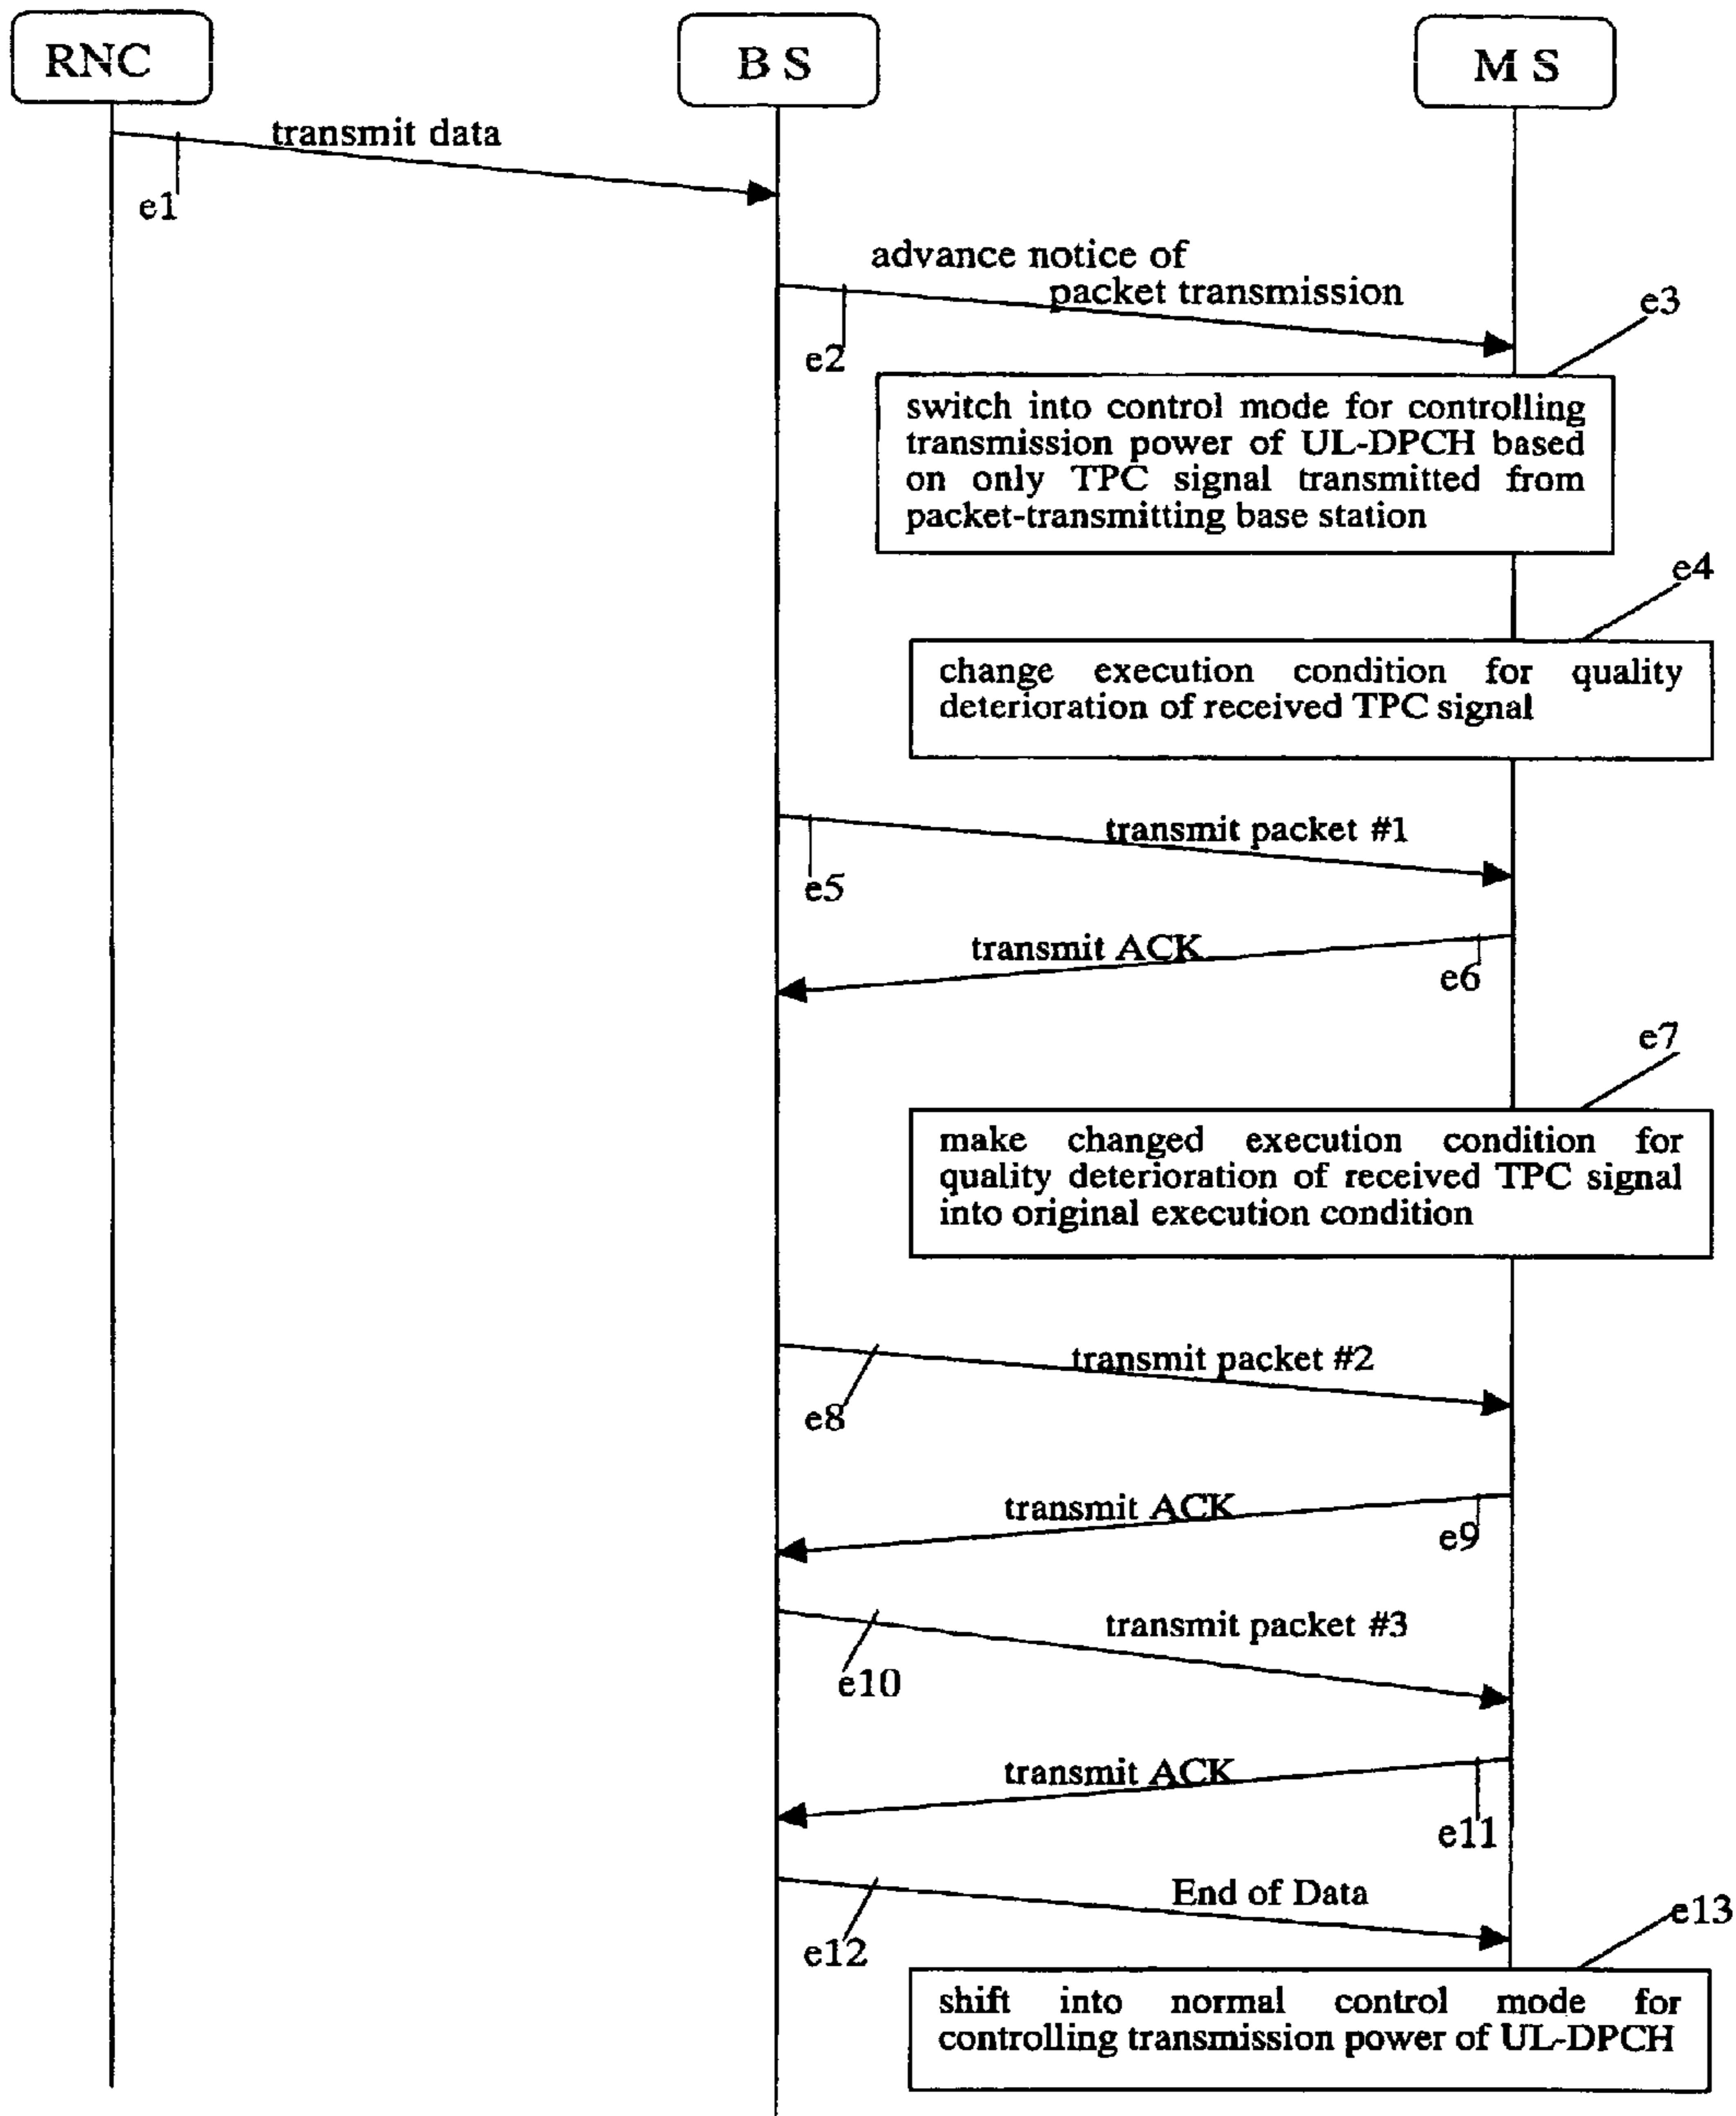 RNC
BS
MS
transmit data
e1
advance notice of
packet transmission
e2
e3
switch into control mode for controlling
transmission power of UL-DPCH based
on only TPC signal transmitted from
packet-transmitting base station
e4
change execution condition for quality
deterioration of received TPC signal
transmit packet #1
e5
transmit ACK
e6
e7
make changed execution condition for
quality deterioration of received TPC signal
into original execution condition
transmit packet #2
e8
transmit ACK
e9
transmit packet #3
e10
transmit ACK
e11
End of Data
e12
e13
shift into normal control mode for
controlling transmission power of UL-DPCH